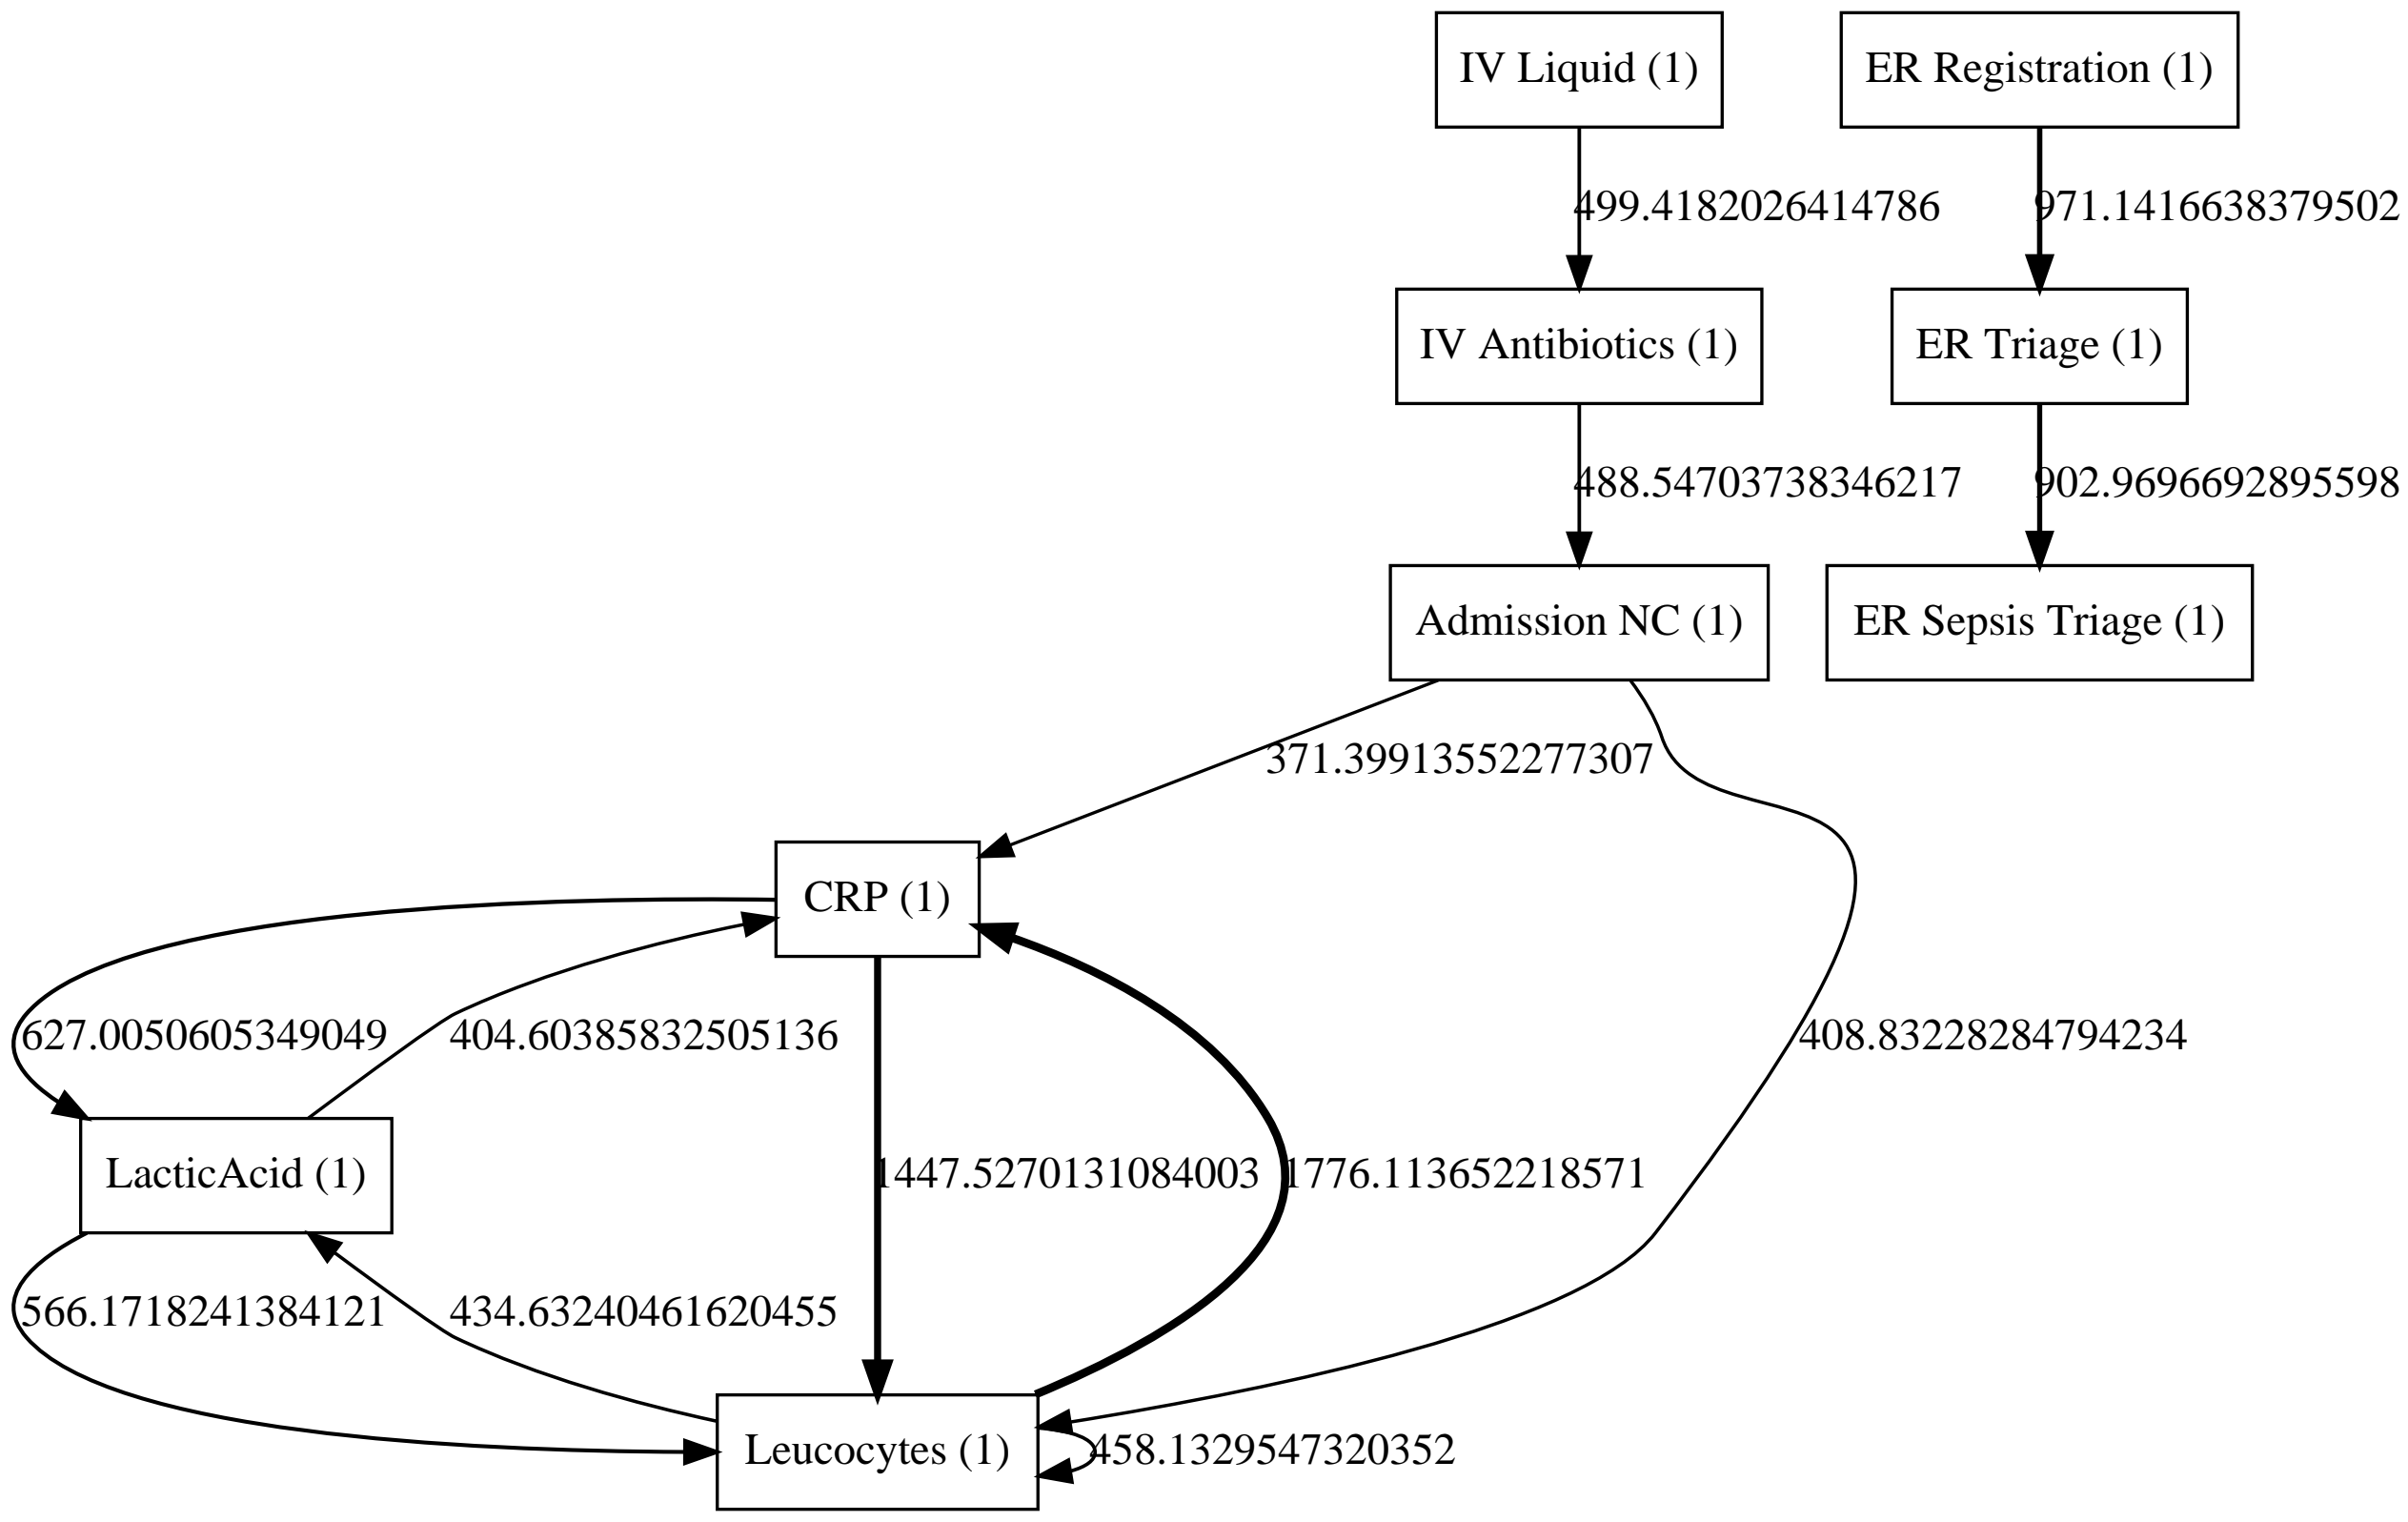 IV Liquid (1)
ER Registration (1)
499.4182026414786
971.1416638379502
IV Antibiotics (1)
ER Triage (1)
488.54703738346217
902.9696692895598
Admission NC (1)
ER Sepsis Triage (1)
371.39913552277307
CRP (1)
627.0050605349049
404.60385832505136
408.83228284794234
LacticAcid (1)
1447.5270131084003
1776.113652218571
566.1718241384121
434.63240461620455
Leucocytes (1)
458.1329547320352